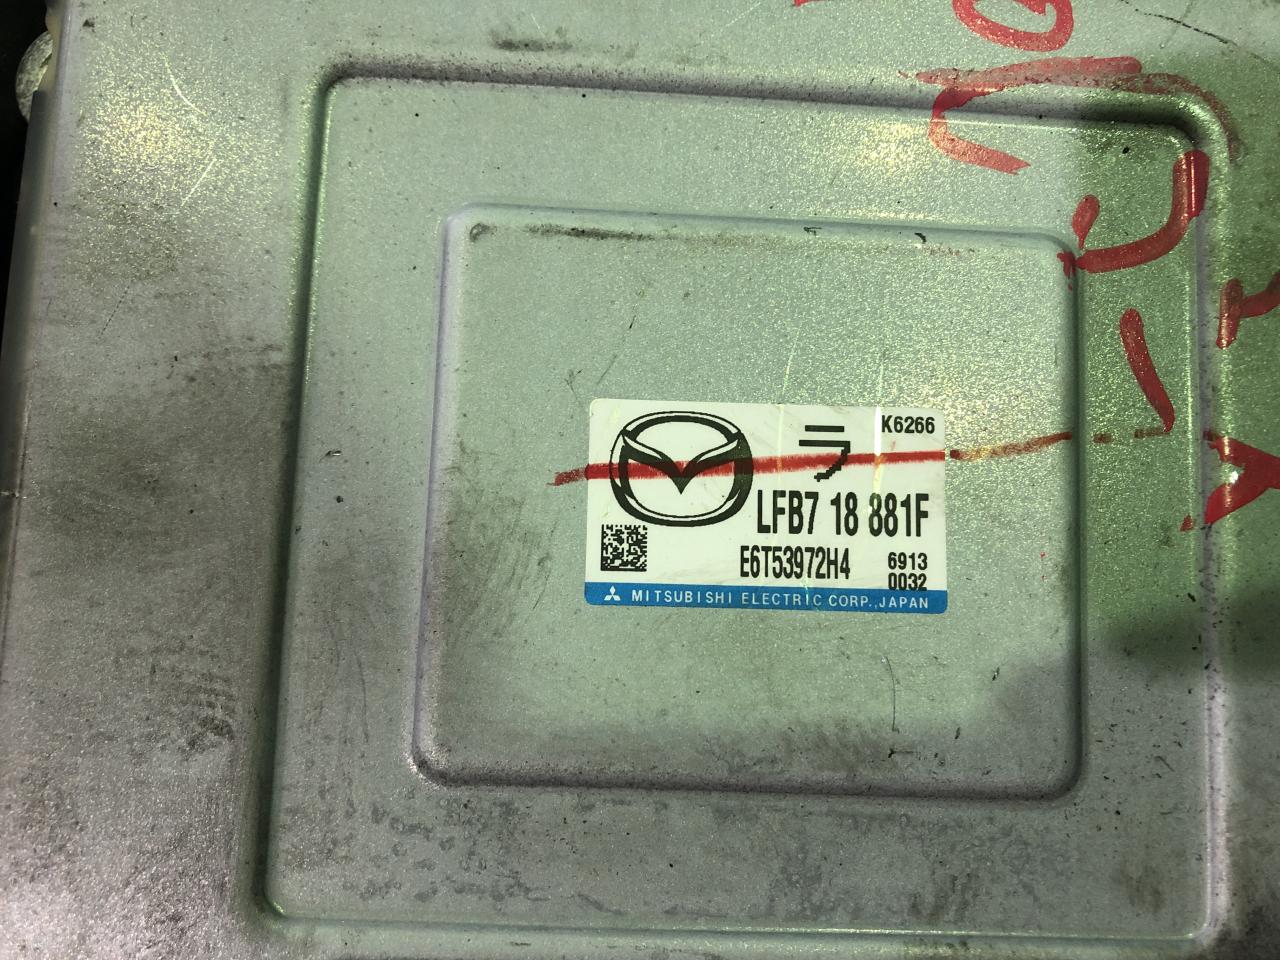 K6266
ラ
LFB7 18 881F
E6T53972H4 6913
0032
MITSUBISHI ELECTRIC CORP.,JAPAN